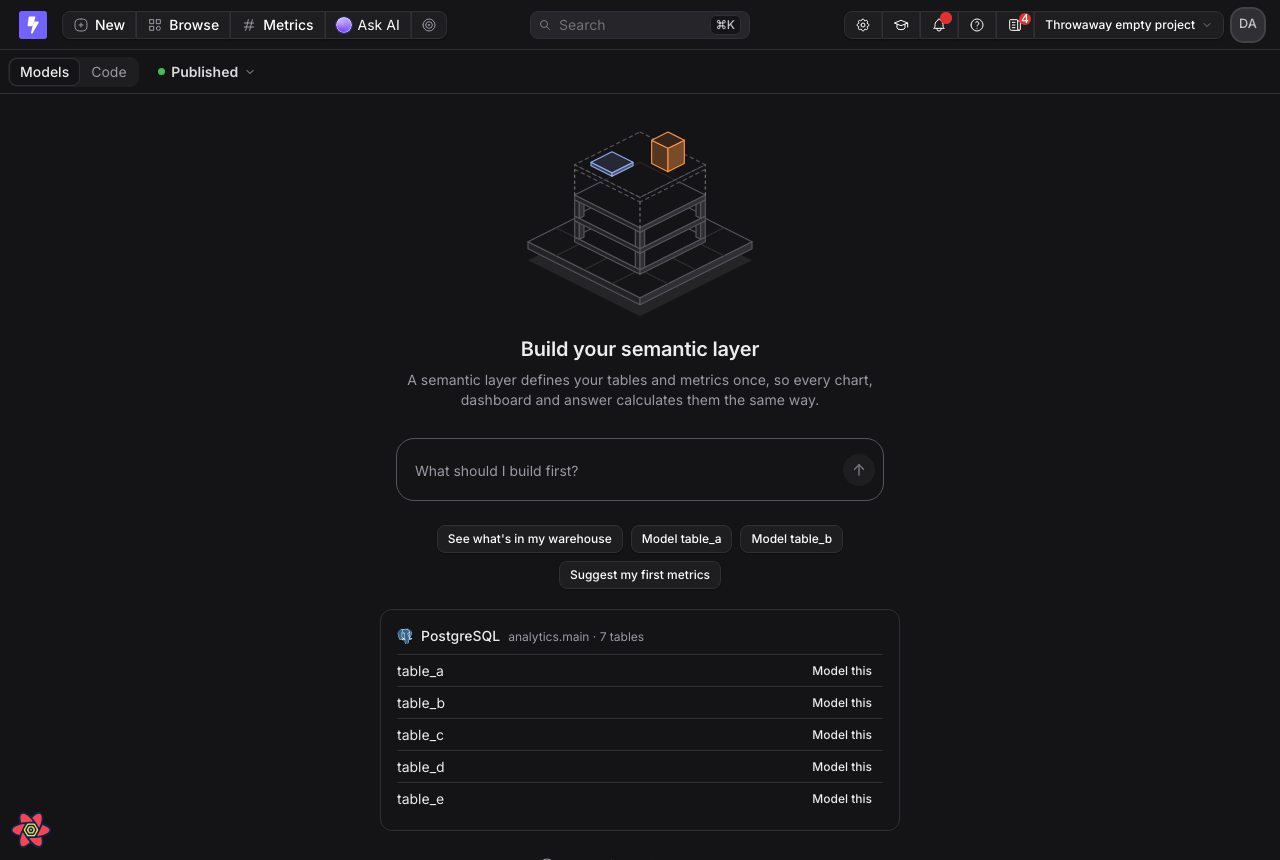 New
Browse
Metrics
Ask AI
Search
⌘K
4
Throwaway empty project
DA
Models
Code
Published
Build your semantic layer
A semantic layer defines your tables and metrics once, so every chart,
dashboard and answer calculates them the same way.
What should I build first?
See what's in my warehouse
Model table_a
Model table_b
Suggest my first metrics
PostgreSQL analytics.main · 7 tables
table_a Model this
table_b Model this
table_c Model this
table_d Model this
table_e Model this